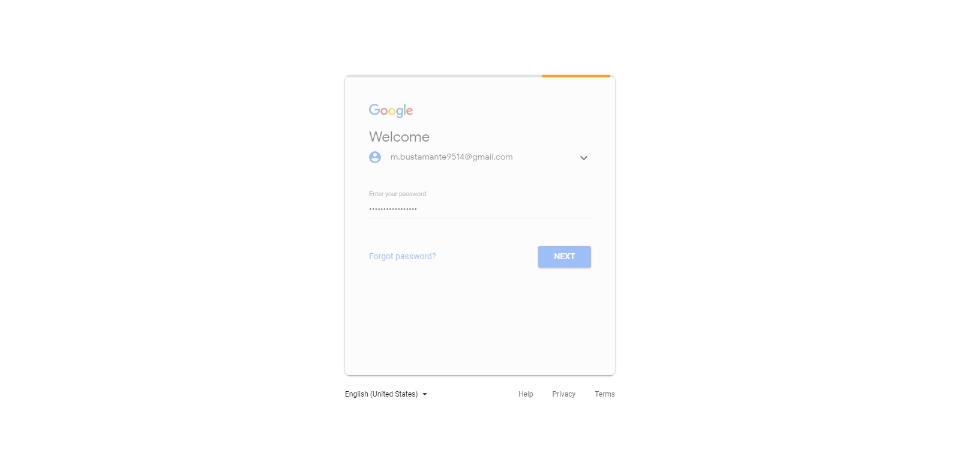 Google
Welcome
m.bustamante9514@gmail.com
Enter your password
•••••••••••••••••
Forgot password?
NEXT
English (United States)
Help Privacy Terms